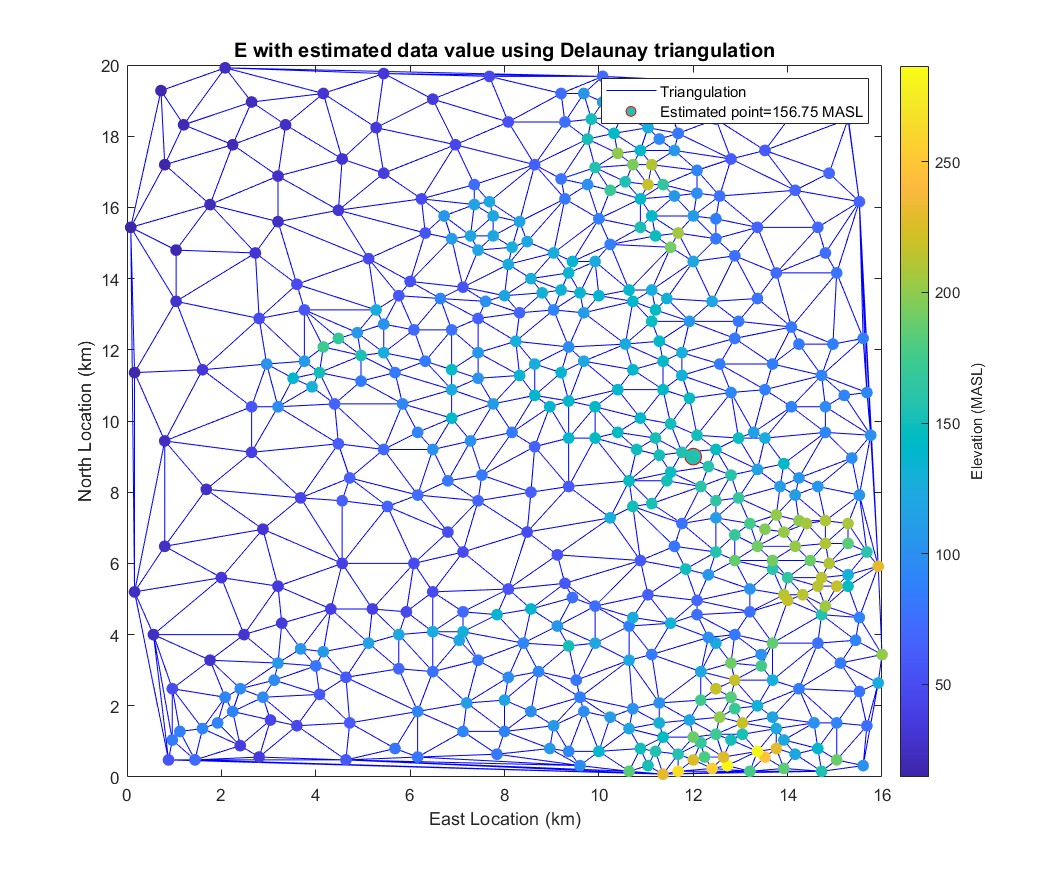 E with estimated data value using Delaunay triangulation
Triangulation
Estimated point=156.75 MASL
20
18
16
14
12
10
8
6
4
2
0
North Location (km)
0 2 4 6 8 10 12 14 16
East Location (km)
250
200
150
100
50
Elevation (MASL)